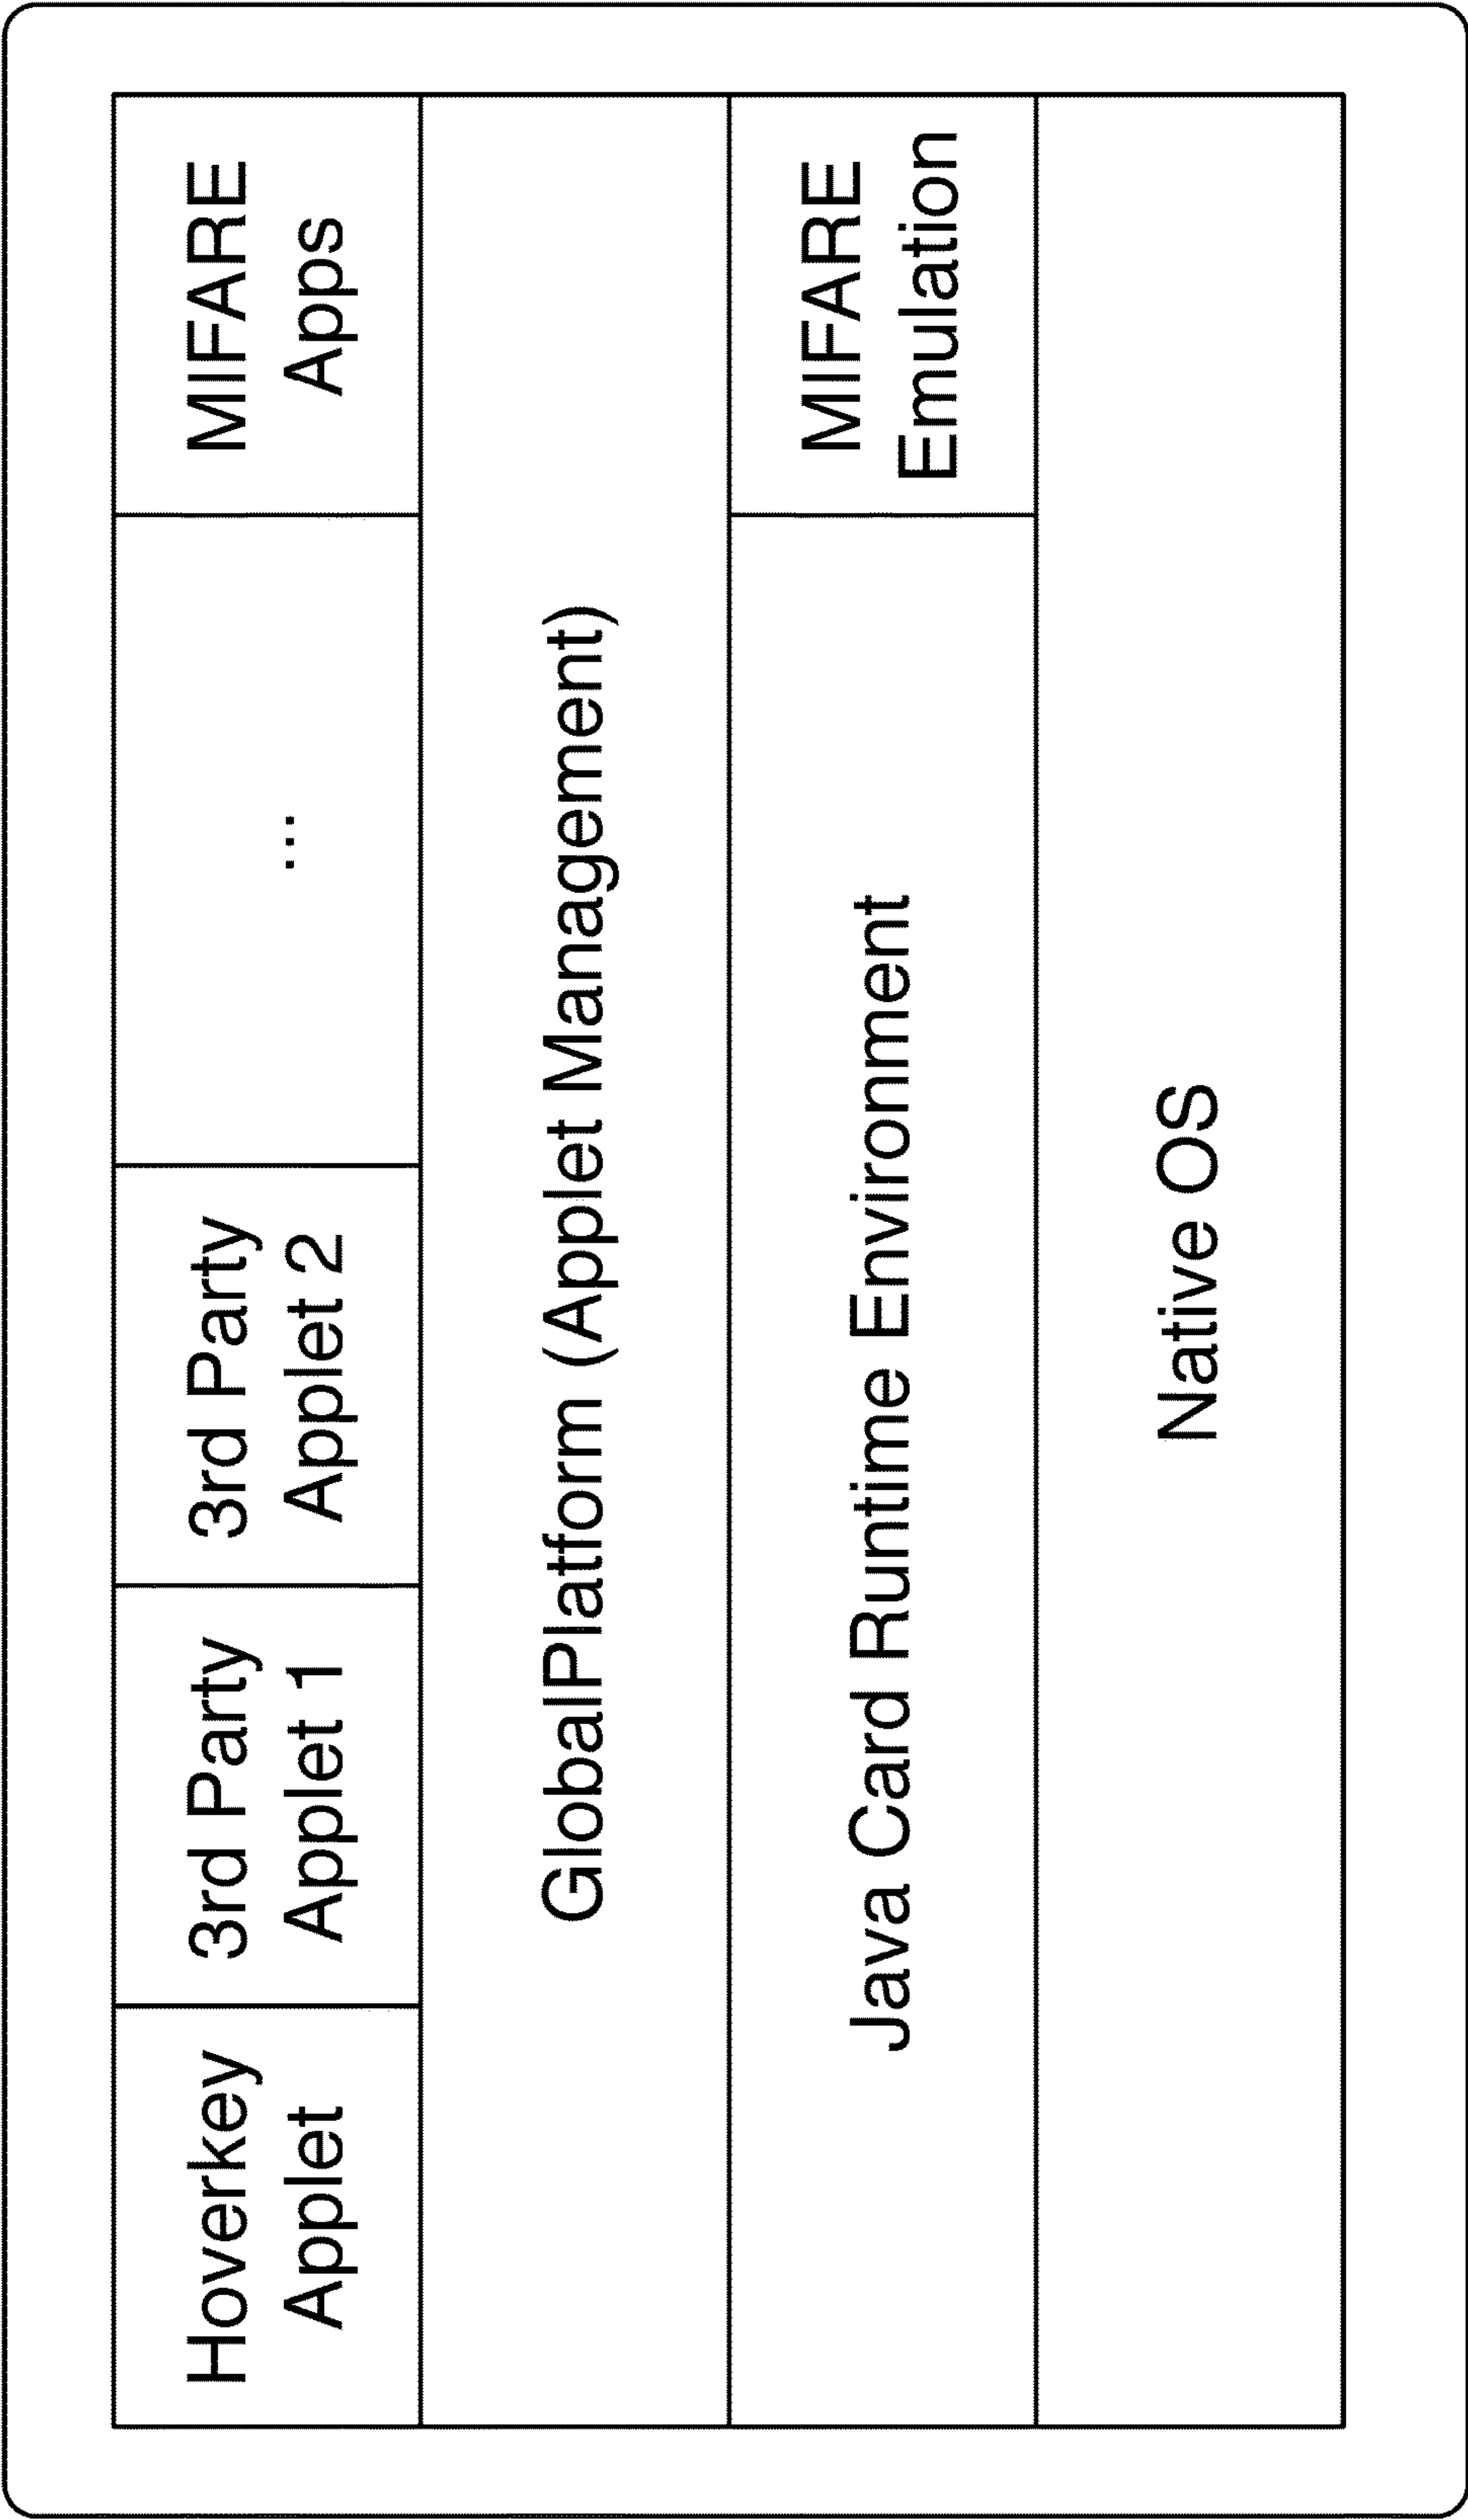 Hoverkey
Applet
3rd Party
Applet 1
3rd Party
Applet 2
...
MIFARE
Apps
GlobalPlatform (Applet Management)
Java Card Runtime Environment
MIFARE
Emulation
Native OS